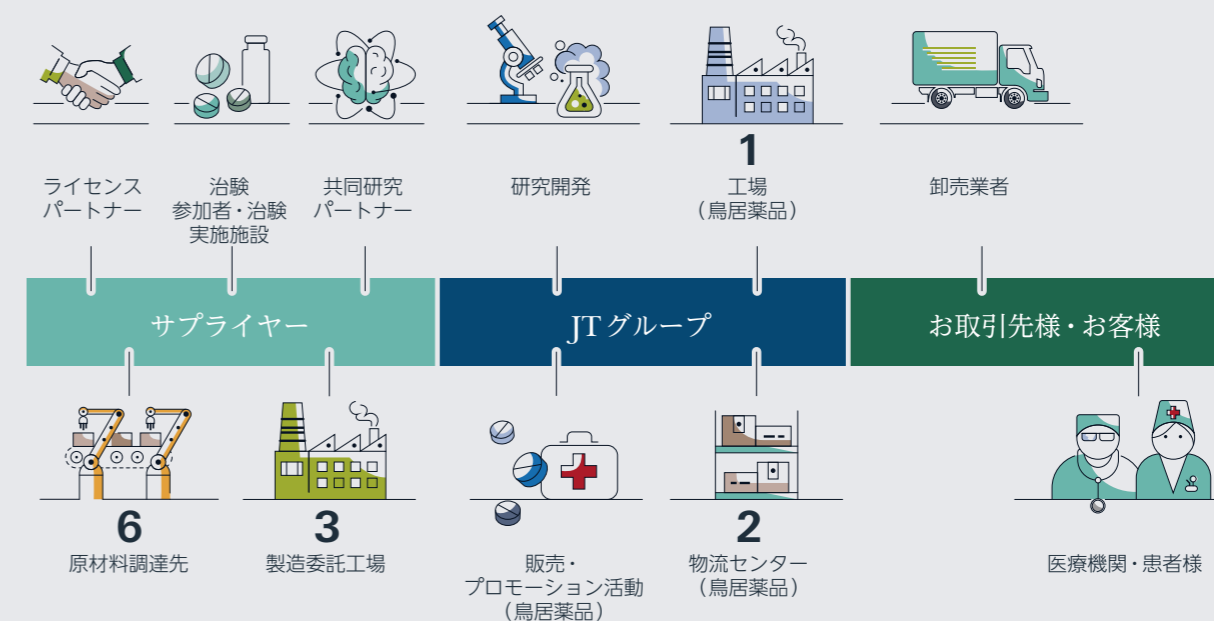 ライセンス
パートナー
治験
参加者・治験
実施施設
共同研究
パートナー
研究開発
1
工場
（鳥居薬品）
卸売業者
サプライヤー
JTグループ
お取引先様・お客様
6
原材料調達先
3
製造委託工場
販売・
プロモーション活動
（鳥居薬品）
2
物流センター
（鳥居薬品）
医療機関・患者様